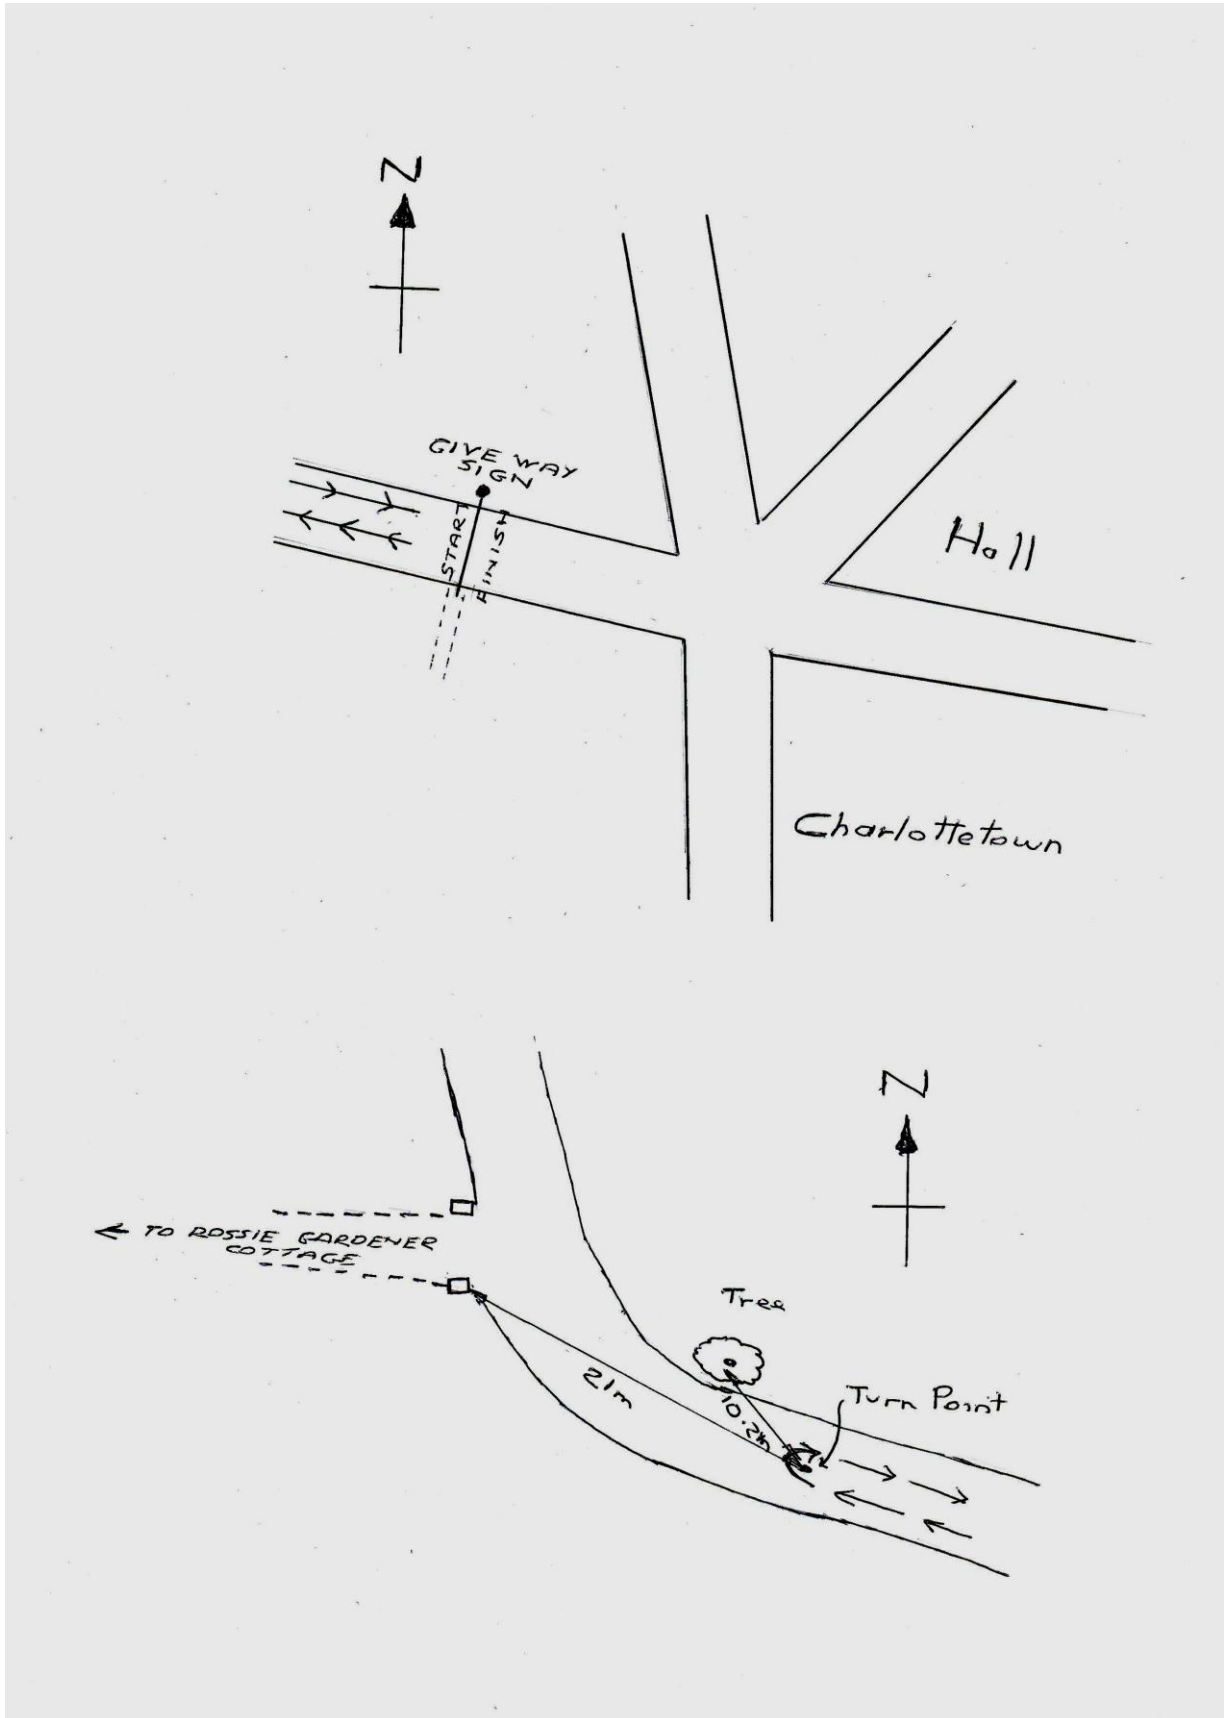 N
GIVE WAY
SIGN
START
FINISH
Hall
Charlottetown
N
← TO ROSSIE GARDENER
COTTAGE
Tree
21m
10.2m
Turn Point